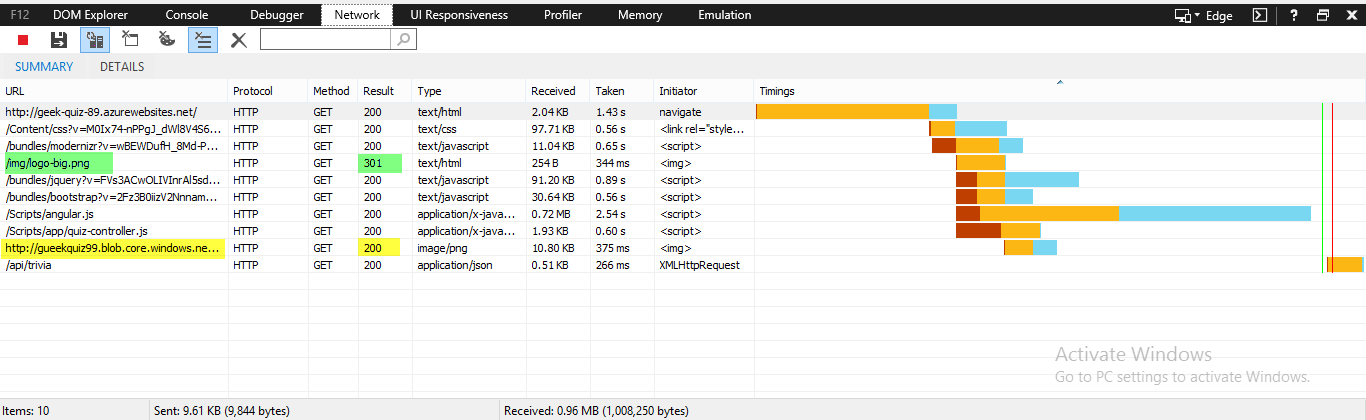 F12 DOM Explorer Console Debugger Network UI Responsiveness Profiler Memory Emulation Edge ?
SUMMARY DETAILS
URL Protocol Method Result Type Received Taken Initiator Timings
http://geek-quiz-89.azurewebsites.net/ HTTP GET 200 text/html 2.04 KB 1.43 s navigate
/Content/css?v=M0Ix74-nPPgJ_dWl8V4S6... HTTP GET 200 text/css 97.71 KB 0.56 s <link rel="style...
/bundles/modernizr?v=wBEWDufH_8Md-P... HTTP GET 200 text/javascript 11.04 KB 0.65 s <script>
/img/logo-big.png HTTP GET 301 text/html 254 B 344 ms <img>
/bundles/jquery?v=FVs3ACwOLIVInrAl5sd... HTTP GET 200 text/javascript 91.20 KB 0.89 s <script>
/bundles/bootstrap?v=2Fz3B0iizV2Nnnam... HTTP GET 200 text/javascript 30.64 KB 0.56 s <script>
/Scripts/angular.js HTTP GET 200 application/x-java... 0.72 MB 2.54 s <script>
/Scripts/app/quiz-controller.js HTTP GET 200 application/x-java... 1.93 KB 0.60 s <script>
http://gueekquiz99.blob.core.windows.ne... HTTP GET 200 image/png 10.80 KB 375 ms <img>
/api/trivia HTTP GET 200 application/json 0.51 KB 266 ms XMLHttpRequest
Activate Windows
Go to PC settings to activate Windows.
Items: 10 Sent: 9.61 KB (9,844 bytes) Received: 0.96 MB (1,008,250 bytes)